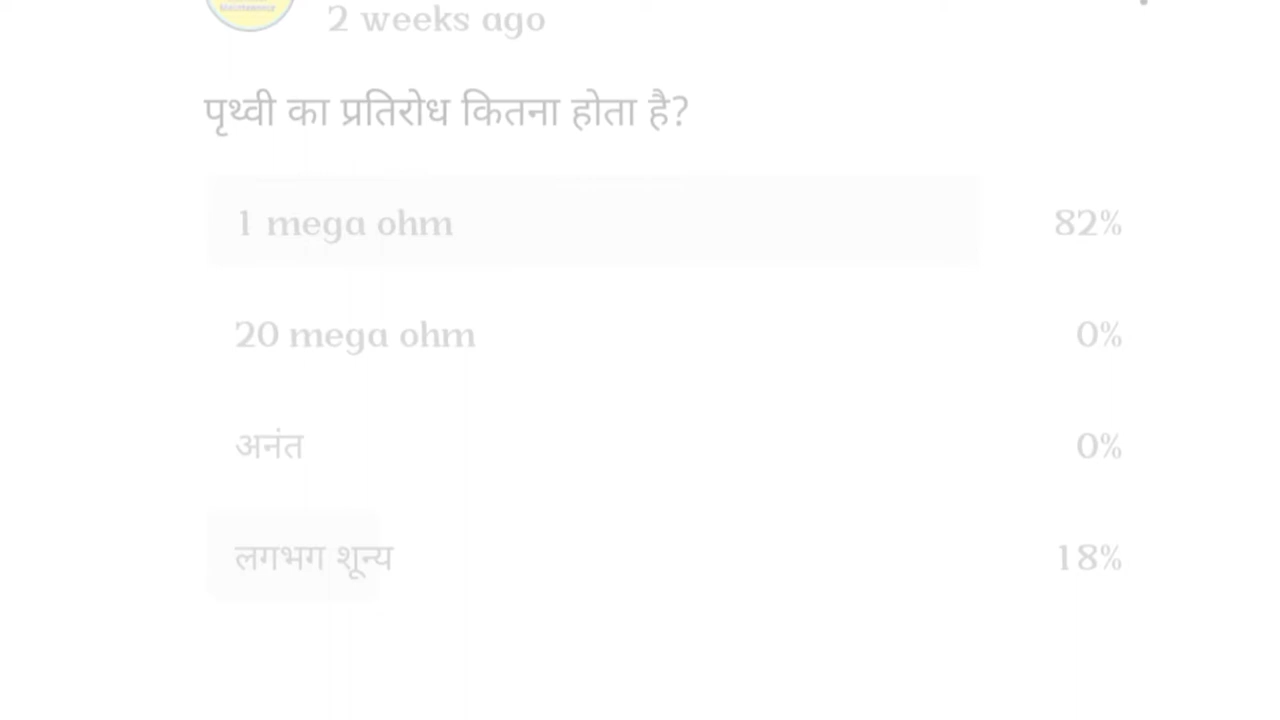 2 weeks ago
पृथ्वी का प्रतिरोध कितना होता है?
1 mega ohm 82%
20 mega ohm 0%
अनंत 0%
लगभग शून्य 18%